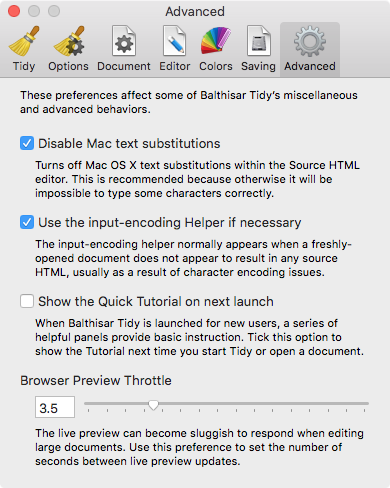 Advanced
Tidy Options Document Editor Colors Saving Advanced
These preferences affect some of Balthisar Tidy's miscellaneous
and advanced behaviors.
Disable Mac text substitutions
Turns off Mac OS X text substitutions within the Source HTML
editor. This is recommended because otherwise it will be
impossible to type some characters correctly.
Use the input-encoding Helper if necessary
The input-encoding helper normally appears when a freshly-
opened document does not appear to result in any source
HTML, usually as a result of character encoding issues.
Show the Quick Tutorial on next launch
When Balthisar Tidy is launched for new users, a series of
helpful panels provide basic instruction. Tick this option to
show the Tutorial next time you start Tidy or open a document.
Browser Preview Throttle
3.5
The live preview can become sluggish to respond when editing
large documents. Use this preference to set the number of
seconds between live preview updates.